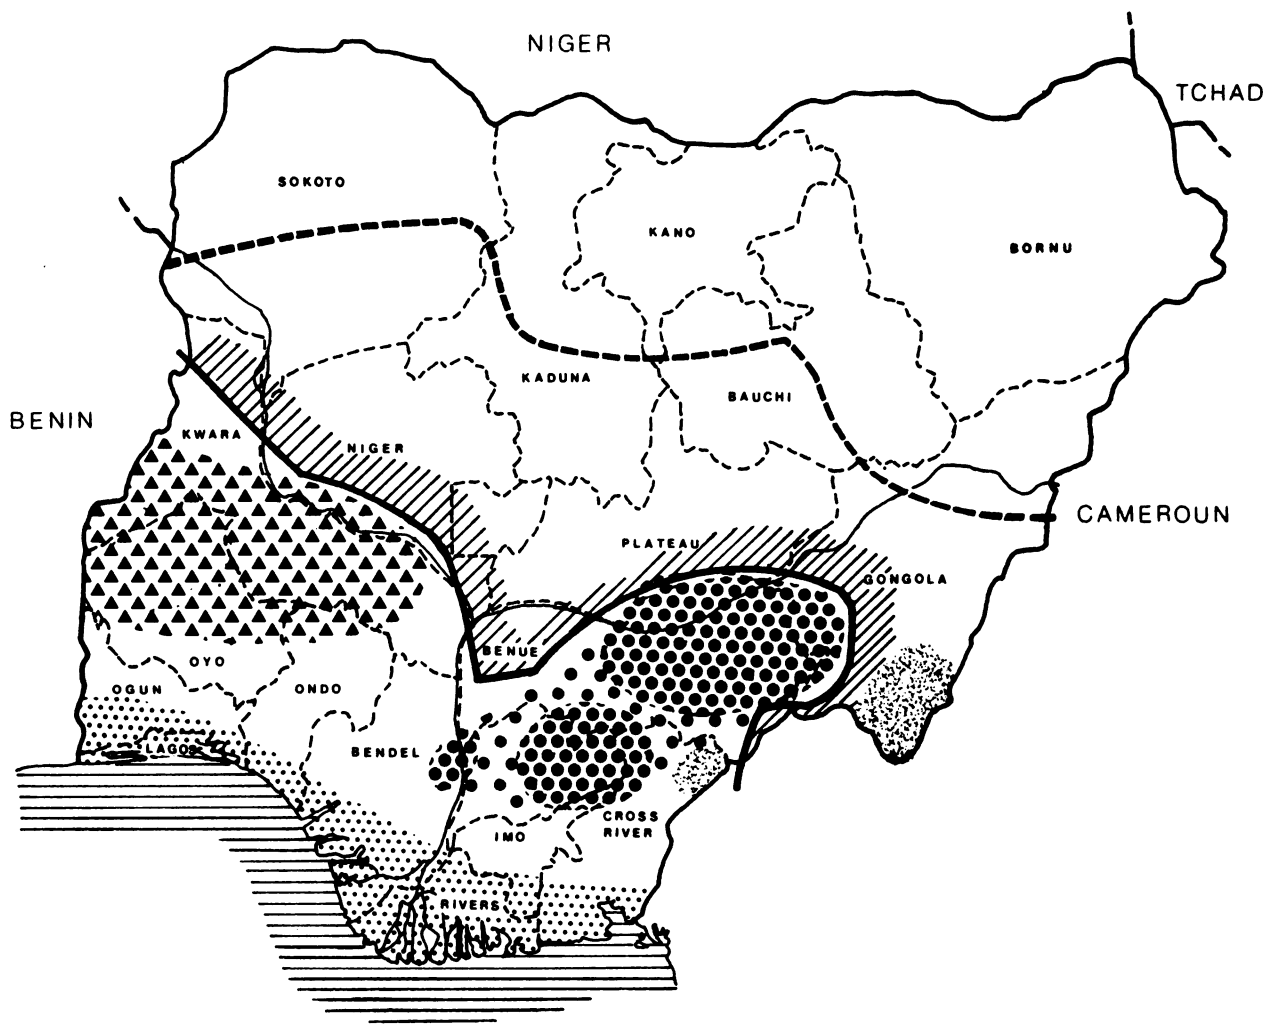 NIGER
TCHAD
SOKOTO
KANO
BORNU
KADUNA
BAUCHI
BENIN
KWARA
NIGER
CAMEROUN
PLATEAU
GONGOLA
BENUE
OYO
OGUN
ONDO
LAGOS
BENDEL
CROSS
RIVER
IMO
RIVERS